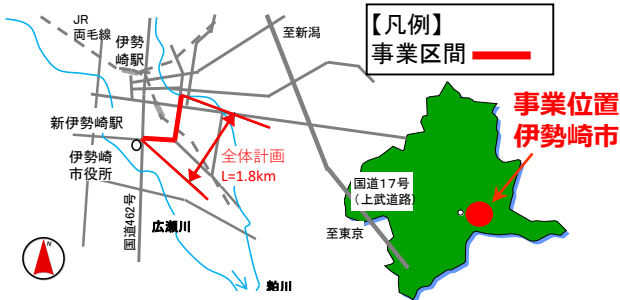 JR
両毛線
伊勢
崎駅
至新潟
【凡例】
事業区間
新伊勢崎駅
伊勢崎
市役所
全体計画
L=1.8km
国道462号
広瀬川
粕川
国道17号
（上武道路）
至東京
事業位置
伊勢崎市
N